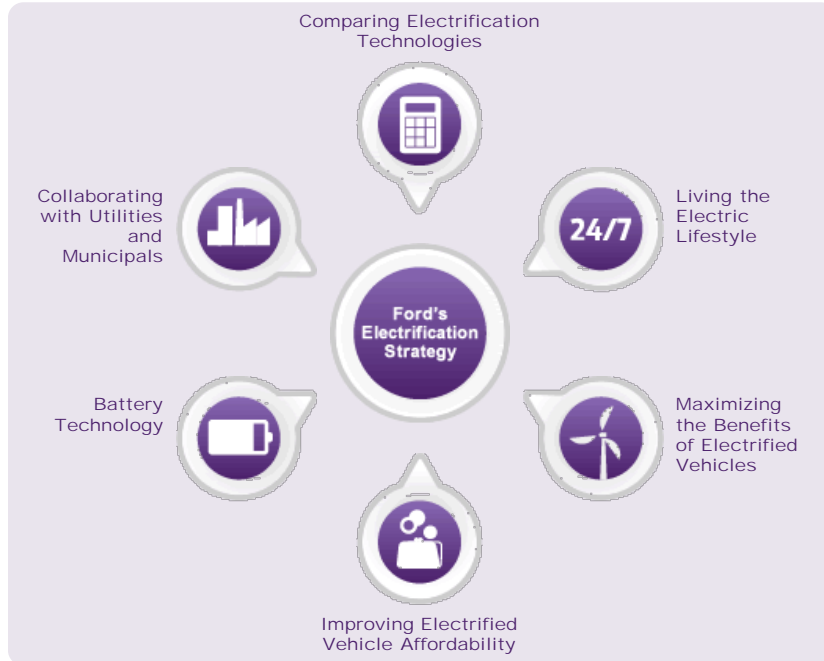 Comparing Electrification
Technologies
Collaborating
with Utilities
and
Municipals
24/7
Living the
Electric
Lifestyle
Ford's
Electrification
Strategy
Battery
Technology
Maximizing
the Benefits
of Electrified
Vehicles
Improving Electrified
Vehicle Affordability